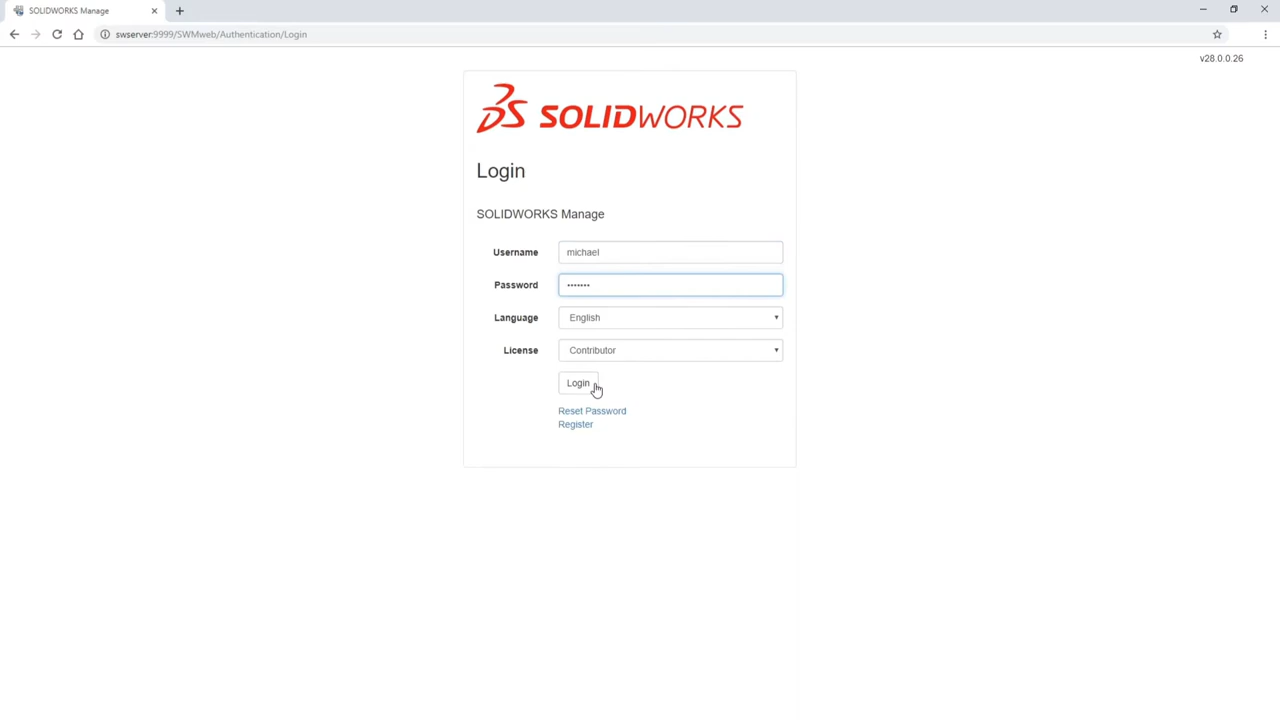 SOLIDWORKS Manage
swserver:9999/SWMweb/Authentication/Login
v28.0.0.26
SOLIDWORKS
Login
SOLIDWORKS Manage
Username michael
Password •••••••
Language English
License Contributor
Login
Reset Password
Register